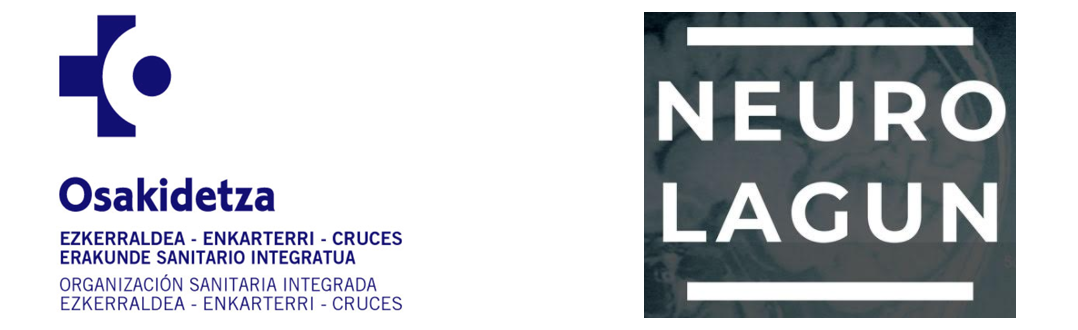 Osakidetza
EZKERRALDEA - ENKARTERRI - CRUCES
ERAKUNDE SANITARIO INTEGRATUA
ORGANIZACIÓN SANITARIA INTEGRADA
EZKERRALDEA - ENKARTERRI - CRUCES
NEURO
LAGUN